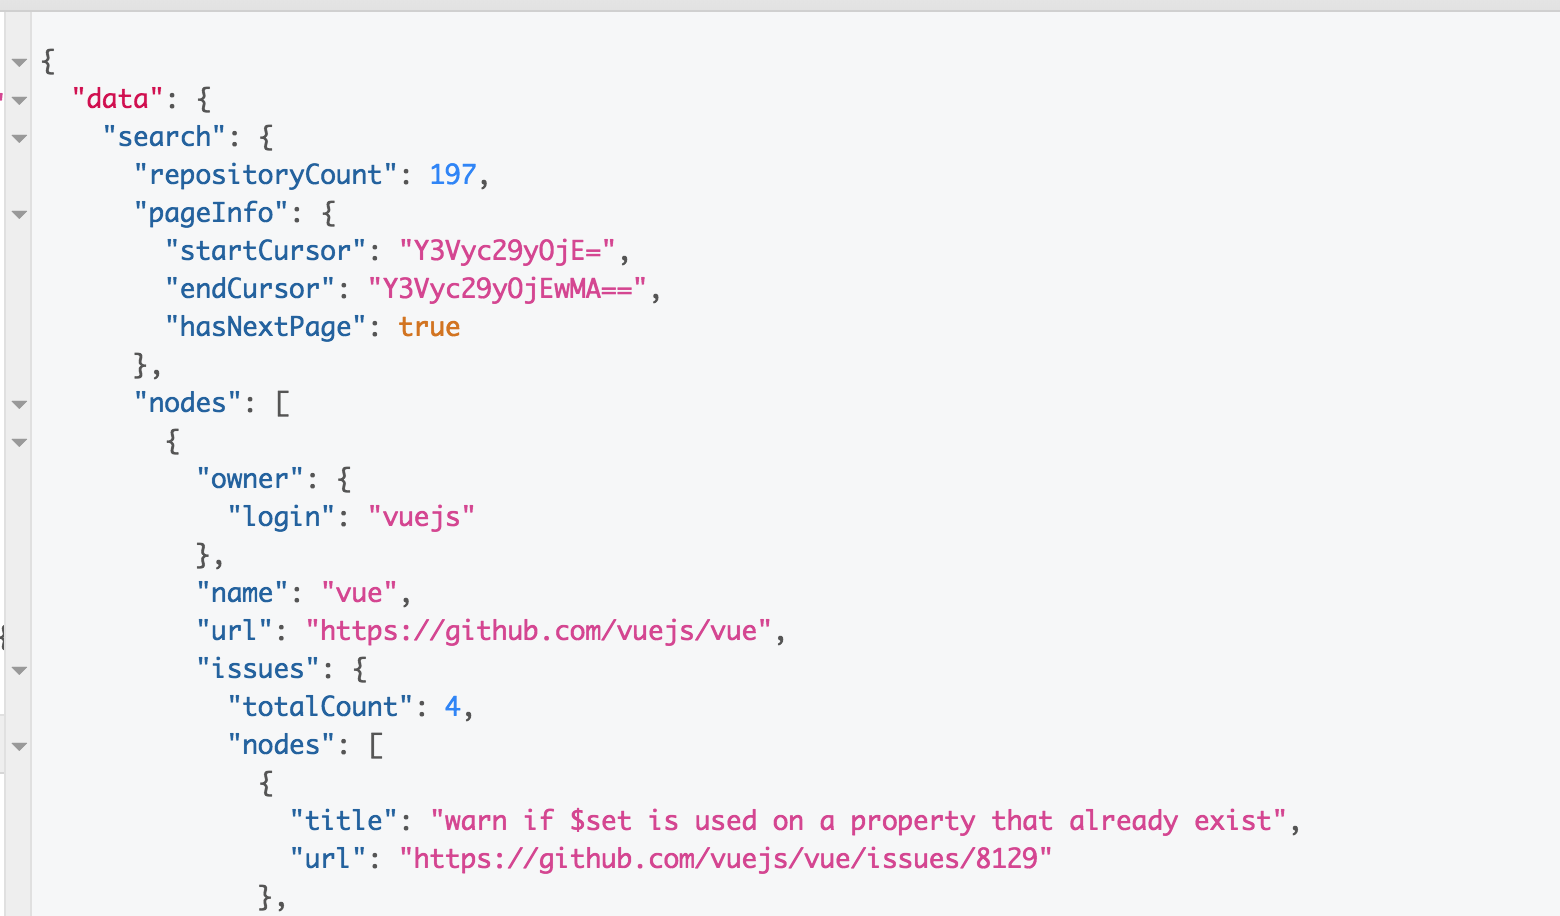 {
"data": {
"search": {
"repositoryCount": 197,
"pageInfo": {
"startCursor": "Y3Vyc29yOjE=",
"endCursor": "Y3Vyc29yOjEwMA==",
"hasNextPage": true
},
"nodes": [
{
"owner": {
"login": "vuejs"
},
"name": "vue",
"url": "https://github.com/vuejs/vue",
"issues": {
"totalCount": 4,
"nodes": [
{
"title": "warn if $set is used on a property that already exist",
"url": "https://github.com/vuejs/vue/issues/8129"
},